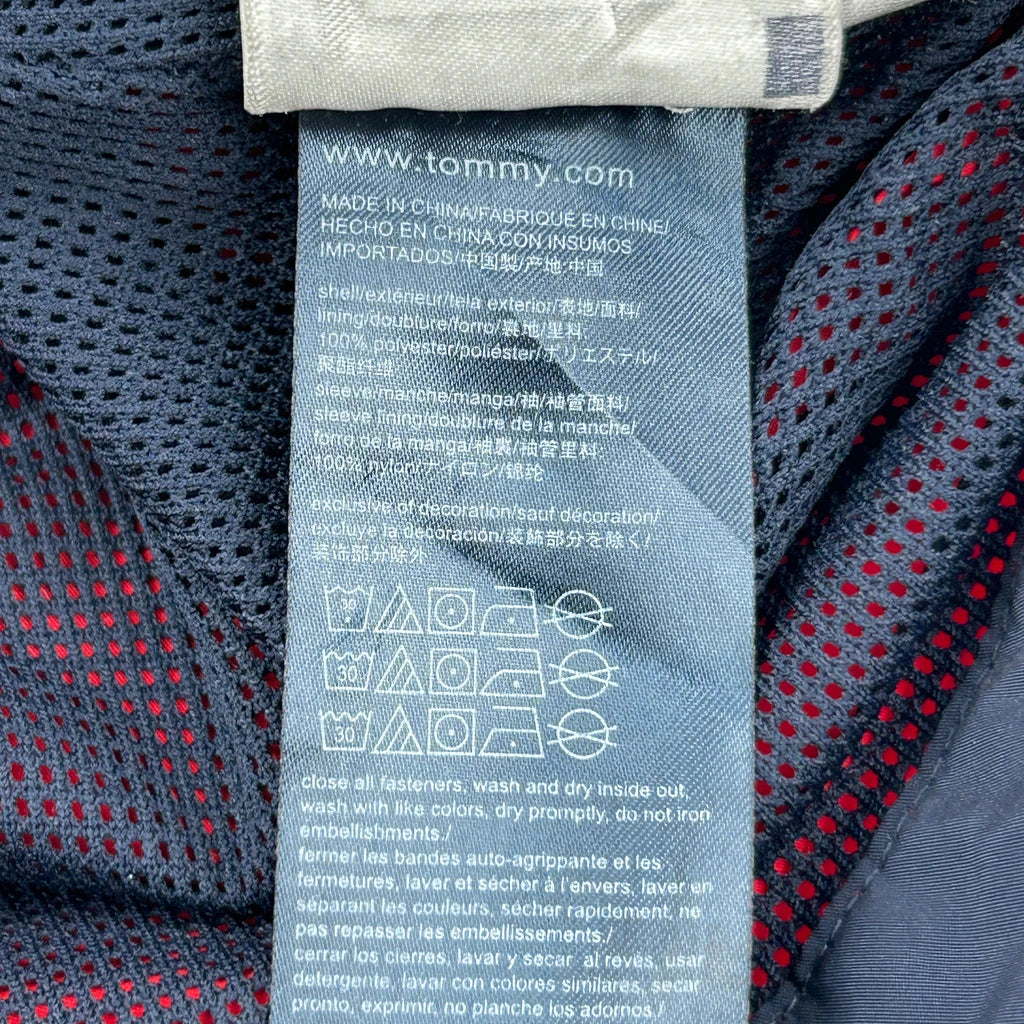 www.tommy.com
MADE IN CHINA/FABRIQUÉ EN CHINE/
HECHO EN CHINA CON INSUMOS
IMPORTADOS/中国製/产地:中国
shell/extérieur/tela exterior/表地/面料/
lining/doublure/forro/裏地/里料
100% polyester/poliéster/ポリエステル/
聚酯纤维
sleeve/manche/manga/袖/袖管面料/
sleeve lining/doublure de la manche/
forro de la manga/袖裏/袖管里料
100% nylon/ナイロン/锦纶
exclusive of decoration/sauf décoration/
excluye la decoración/装飾部分を除く/
装饰部分除外
30
30
30
close all fasteners, wash and dry inside out,
wash with like colors, dry promptly, do not iron
embellishments./
fermer les bandes auto-agrippante et les
fermetures, laver et sécher à l'envers, laver en
séparant les couleurs, sécher rapidement, ne
pas repasser les embellissements./
cerrar los cierres, lavar y secar al revés, usar
detergente, lavar con colores similares, secar
pronto, exprimir, no planche los adornos./